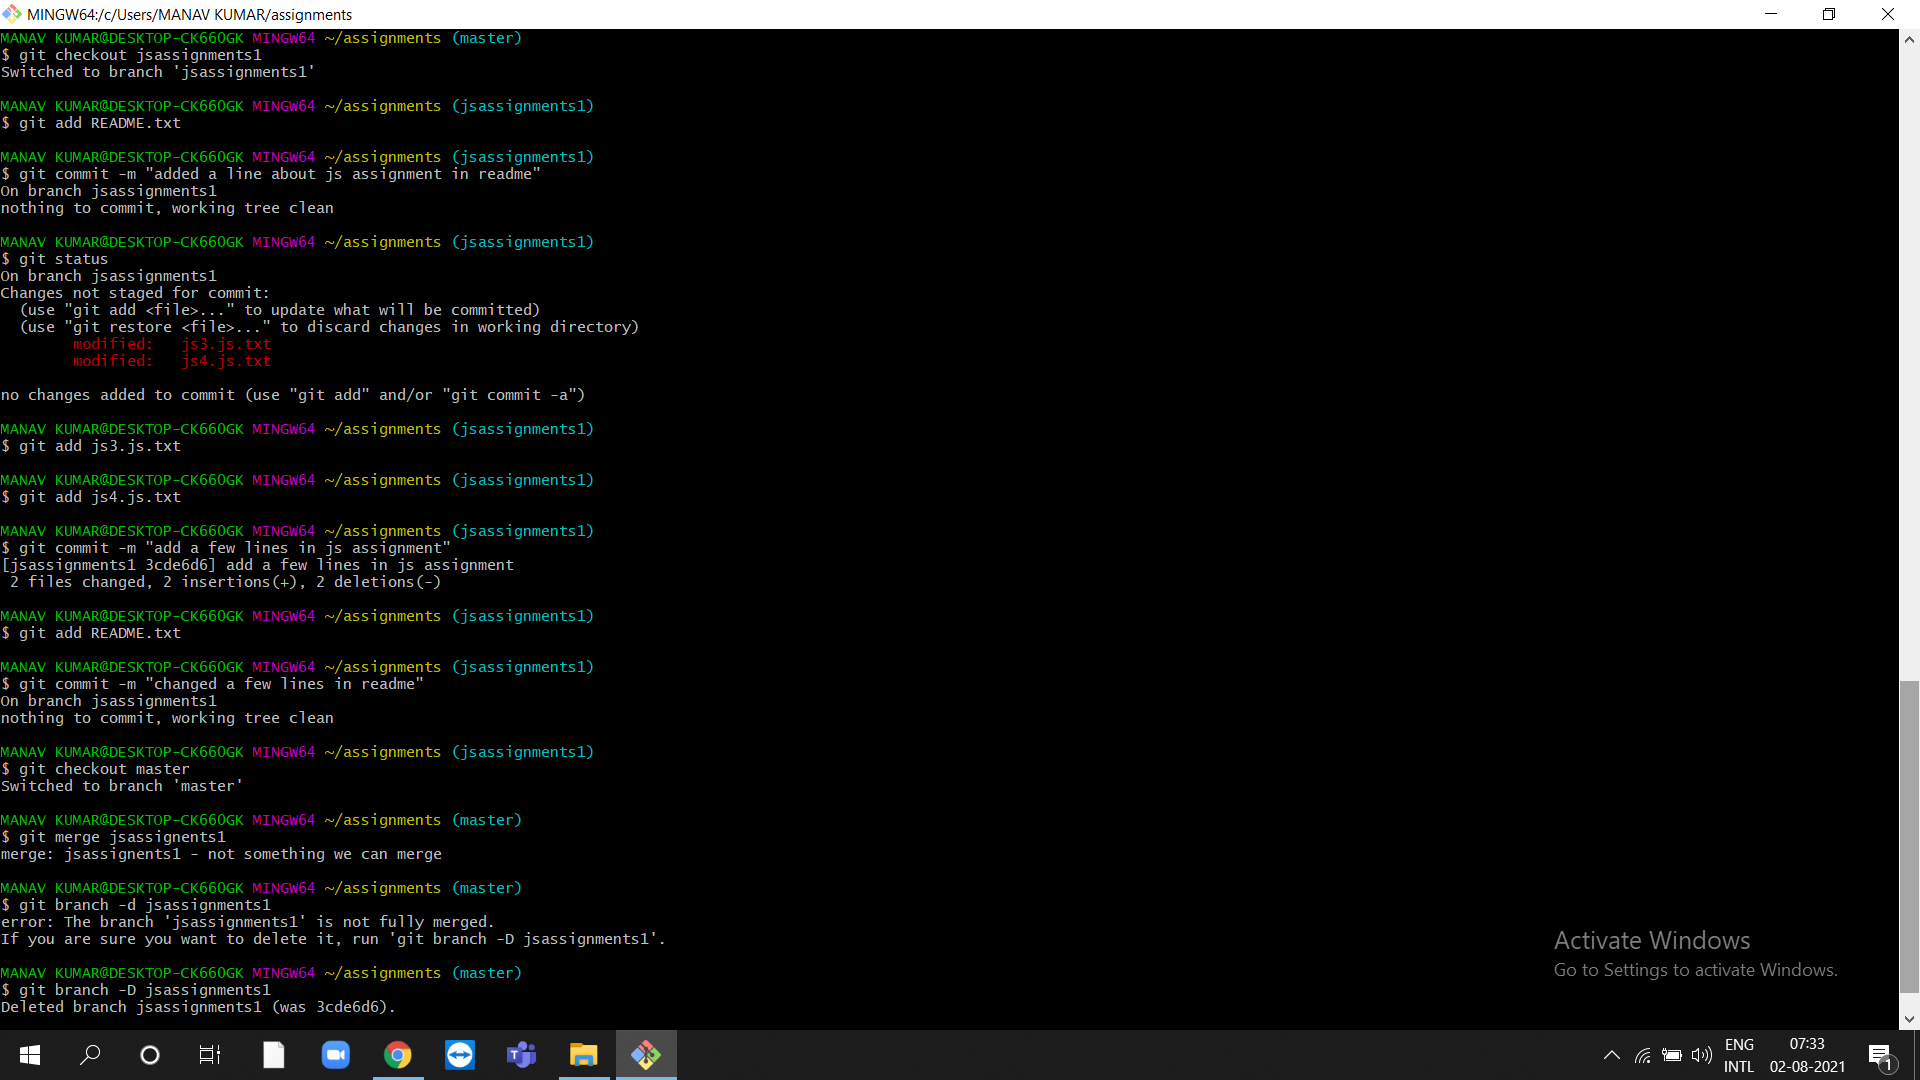 MINGW64:/c/Users/MANAV KUMAR/assignments
MANAV KUMAR@DESKTOP-CK66OGK MINGW64 ~/assignments (master)
$ git checkout jsassignments1
Switched to branch 'jsassignments1'
MANAV KUMAR@DESKTOP-CK66OGK MINGW64 ~/assignments (jsassignments1)
$ git add README.txt
MANAV KUMAR@DESKTOP-CK66OGK MINGW64 ~/assignments (jsassignments1)
$ git commit -m "added a line about js assignment in readme"
On branch jsassignments1
nothing to commit, working tree clean
MANAV KUMAR@DESKTOP-CK66OGK MINGW64 ~/assignments (jsassignments1)
$ git status
On branch jsassignments1
Changes not staged for commit:
  (use "git add <file>..." to update what will be committed)
  (use "git restore <file>..." to discard changes in working directory)
        modified:   js3.js.txt
        modified:   js4.js.txt
no changes added to commit (use "git add" and/or "git commit -a")
MANAV KUMAR@DESKTOP-CK66OGK MINGW64 ~/assignments (jsassignments1)
$ git add js3.js.txt
MANAV KUMAR@DESKTOP-CK66OGK MINGW64 ~/assignments (jsassignments1)
$ git add js4.js.txt
MANAV KUMAR@DESKTOP-CK66OGK MINGW64 ~/assignments (jsassignments1)
$ git commit -m "add a few lines in js assignment"
[jsassignments1 3cde6d6] add a few lines in js assignment
 2 files changed, 2 insertions(+), 2 deletions(-)
MANAV KUMAR@DESKTOP-CK66OGK MINGW64 ~/assignments (jsassignments1)
$ git add README.txt
MANAV KUMAR@DESKTOP-CK66OGK MINGW64 ~/assignments (jsassignments1)
$ git commit -m "changed a few lines in readme"
On branch jsassignments1
nothing to commit, working tree clean
MANAV KUMAR@DESKTOP-CK66OGK MINGW64 ~/assignments (jsassignments1)
$ git checkout master
Switched to branch 'master'
MANAV KUMAR@DESKTOP-CK66OGK MINGW64 ~/assignments (master)
$ git merge jsassignents1
merge: jsassignents1 - not something we can merge
MANAV KUMAR@DESKTOP-CK66OGK MINGW64 ~/assignments (master)
$ git branch -d jsassignments1
error: The branch 'jsassignments1' is not fully merged.
If you are sure you want to delete it, run 'git branch -D jsassignments1'.
MANAV KUMAR@DESKTOP-CK66OGK MINGW64 ~/assignments (master)
$ git branch -D jsassignments1
Deleted branch jsassignments1 (was 3cde6d6).
Activate Windows
Go to Settings to activate Windows.
ENG
INTL
07:33
02-08-2021
1